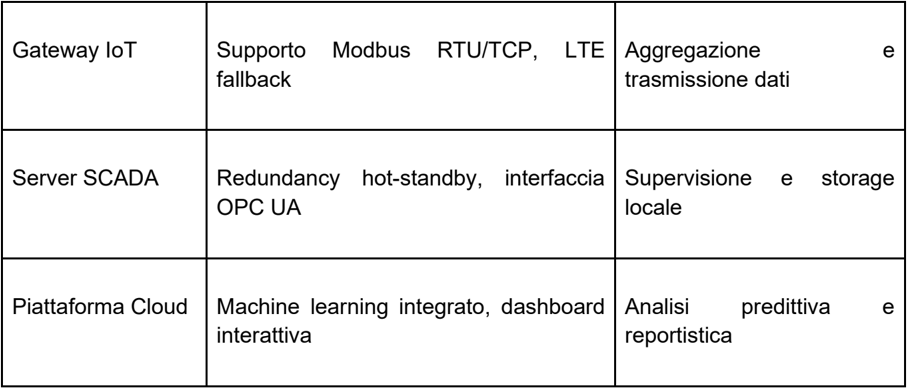 Gateway IoT
Supporto Modbus RTU/TCP, LTE
fallback
Aggregazione e
trasmissione dati
Server SCADA
Redundancy hot-standby, interfaccia
OPC UA
Supervisione e storage
locale
Piattaforma Cloud
Machine learning integrato, dashboard
interattiva
Analisi predittiva e
reportistica